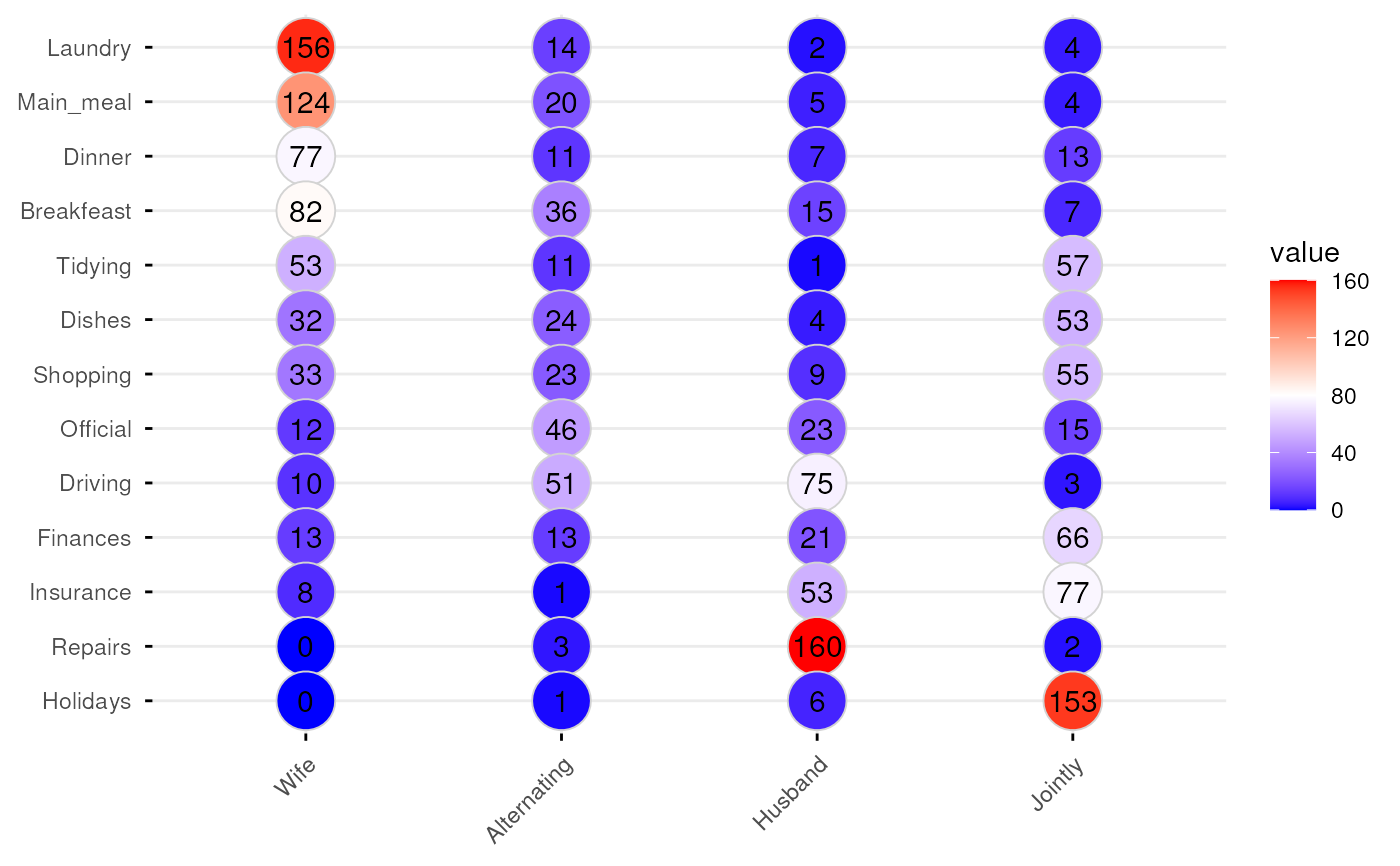 Laundry 156 14 2 4
Main_meal 124 20 5 4
Dinner 77 11 7 13
Breakfeast 82 36 15 7
Tidying 53 11 1 57
Dishes 32 24 4 53
Shopping 33 23 9 55
Official 12 46 23 15
Driving 10 51 75 3
Finances 13 13 21 66
Insurance 8 1 53 77
Repairs 0 3 160 2
Holidays 0 1 6 153
Wife Alternating Husband Jointly
value
160
120
80
40
0